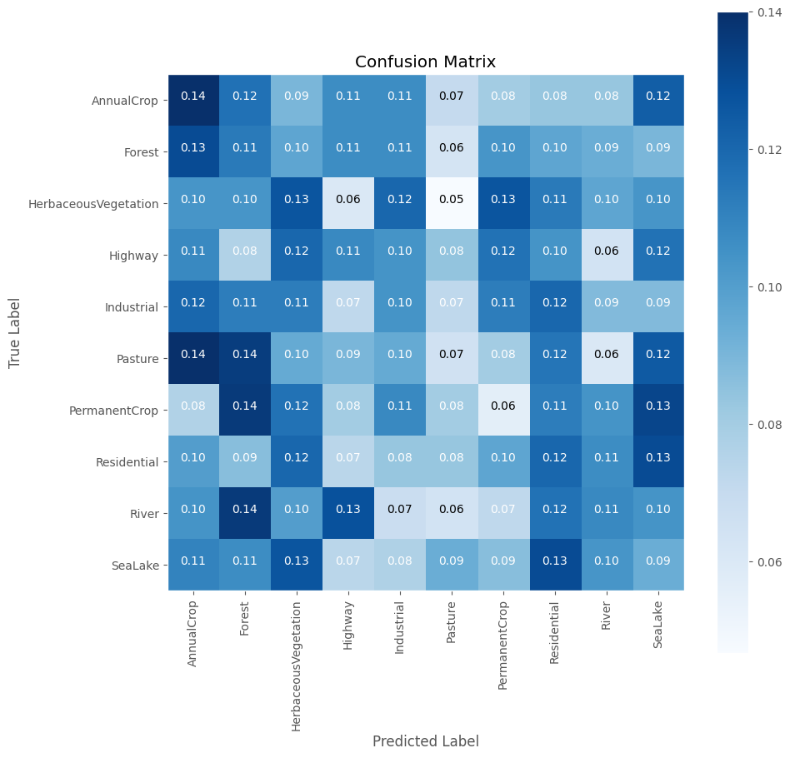 Confusion Matrix
True Label
AnnualCrop 0.14 0.12 0.09 0.11 0.11 0.07 0.08 0.08 0.08 0.12
Forest 0.13 0.11 0.10 0.11 0.11 0.06 0.10 0.10 0.09 0.09
HerbaceousVegetation 0.10 0.10 0.13 0.06 0.12 0.05 0.13 0.11 0.10 0.10
Highway 0.11 0.08 0.12 0.11 0.10 0.08 0.12 0.10 0.06 0.12
Industrial 0.12 0.11 0.11 0.07 0.10 0.07 0.11 0.12 0.09 0.09
Pasture 0.14 0.14 0.10 0.09 0.10 0.07 0.08 0.12 0.06 0.12
PermanentCrop 0.08 0.14 0.12 0.08 0.11 0.08 0.06 0.11 0.10 0.13
Residential 0.10 0.09 0.12 0.07 0.08 0.08 0.10 0.12 0.11 0.13
River 0.10 0.14 0.10 0.13 0.07 0.06 0.07 0.12 0.11 0.10
SeaLake 0.11 0.11 0.13 0.07 0.08 0.09 0.09 0.13 0.10 0.09
AnnualCrop
Forest
HerbaceousVegetation
Highway
Industrial
Pasture
PermanentCrop
Residential
River
SeaLake
Predicted Label
0.14
0.12
0.10
0.08
0.06